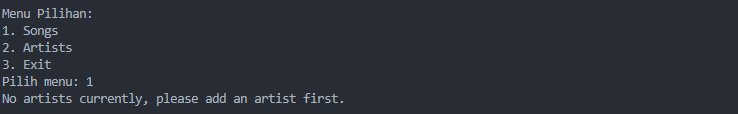 Menu Pilihan:
1. Songs
2. Artists
3. Exit
Pilih menu: 1
No artists currently, please add an artist first.